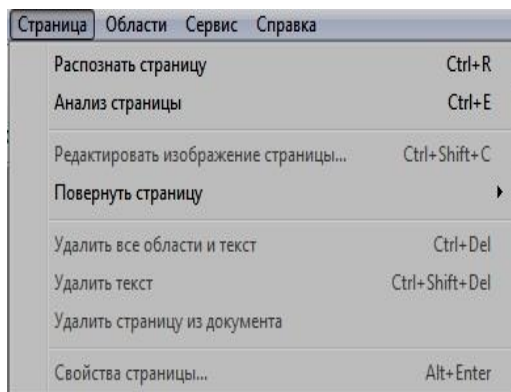 Страница Области Сервис Справка
Распознать страницу Ctrl+R
Анализ страницы Ctrl+E
Редактировать изображение страницы... Ctrl+Shift+C
Повернуть страницу
Удалить все области и текст Ctrl+Del
Удалить текст Ctrl+Shift+Del
Удалить страницу из документа
Свойства страницы... Alt+Enter